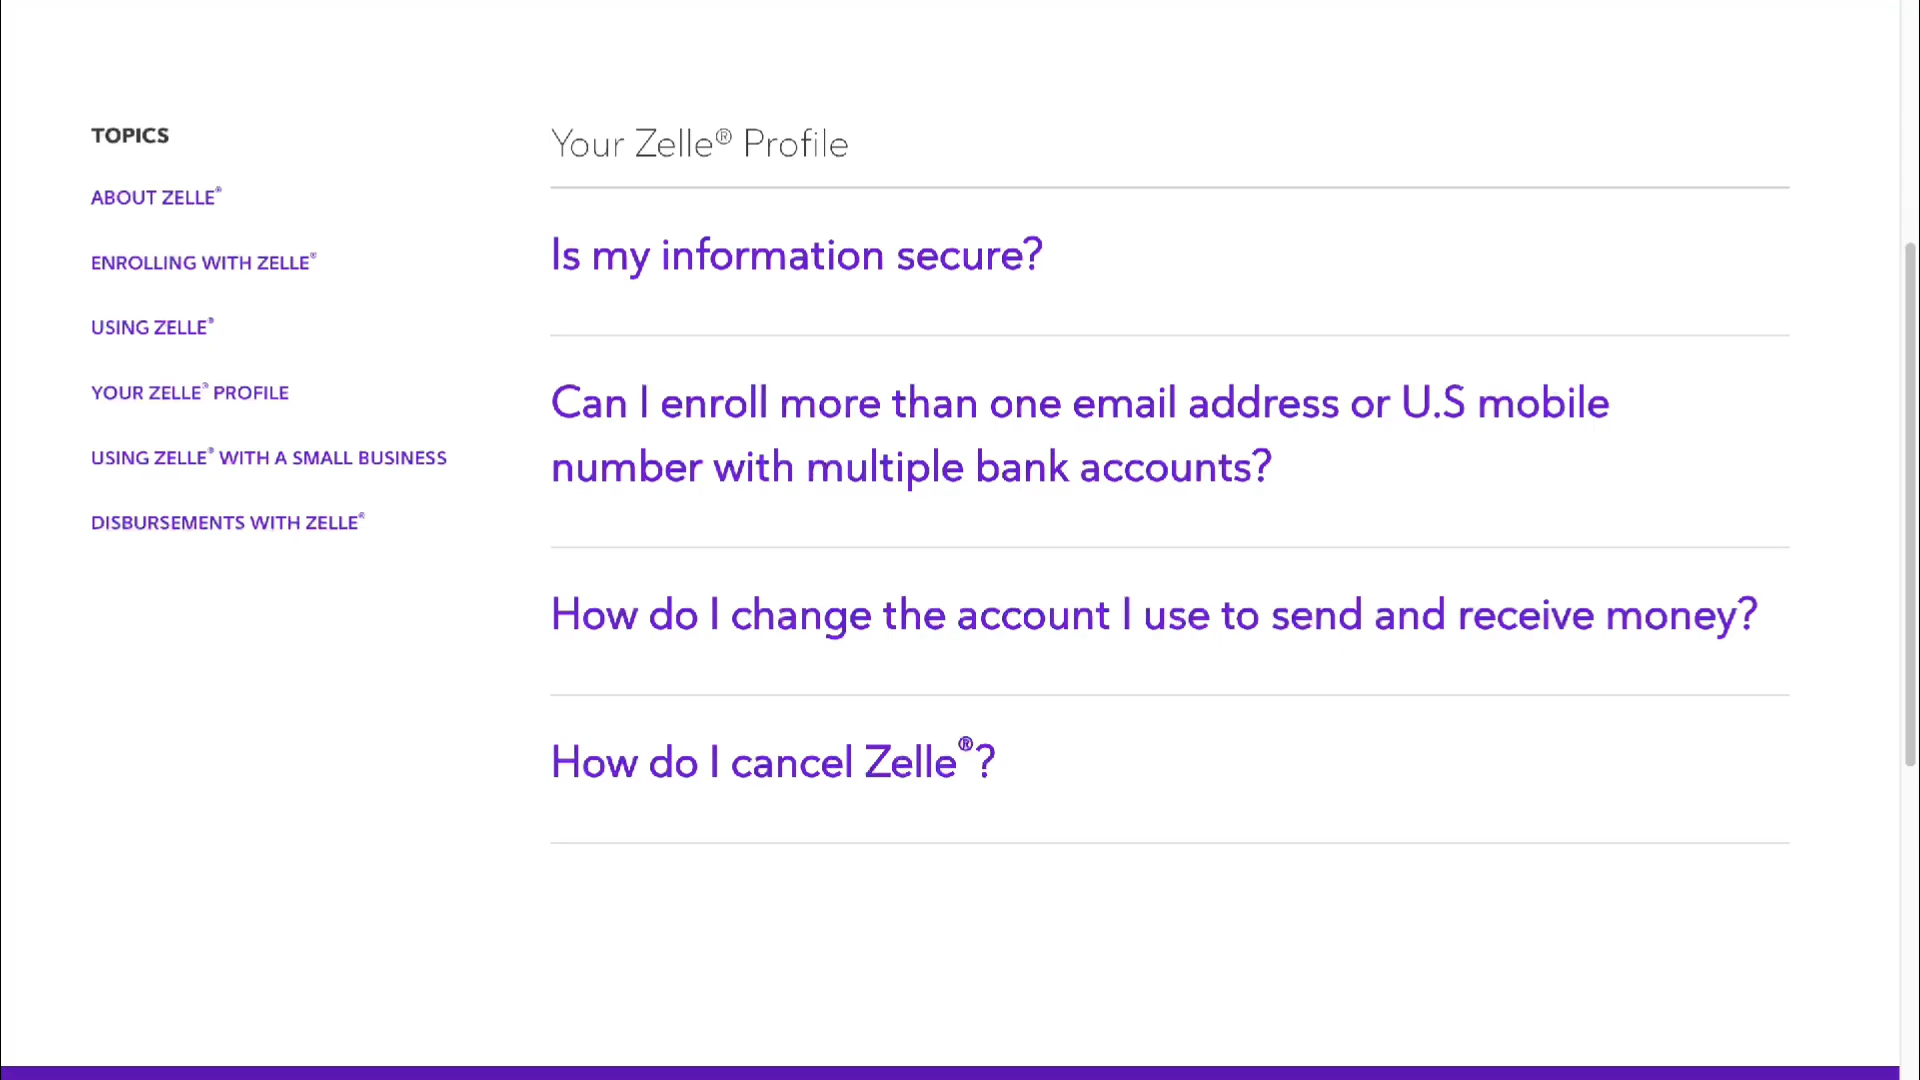 TOPICS
ABOUT ZELLE®
ENROLLING WITH ZELLE®
USING ZELLE®
YOUR ZELLE® PROFILE
USING ZELLE® WITH A SMALL BUSINESS
DISBURSEMENTS WITH ZELLE®
Your Zelle® Profile
Is my information secure?
Can I enroll more than one email address or U.S mobile
number with multiple bank accounts?
How do I change the account I use to send and receive money?
How do I cancel Zelle®?